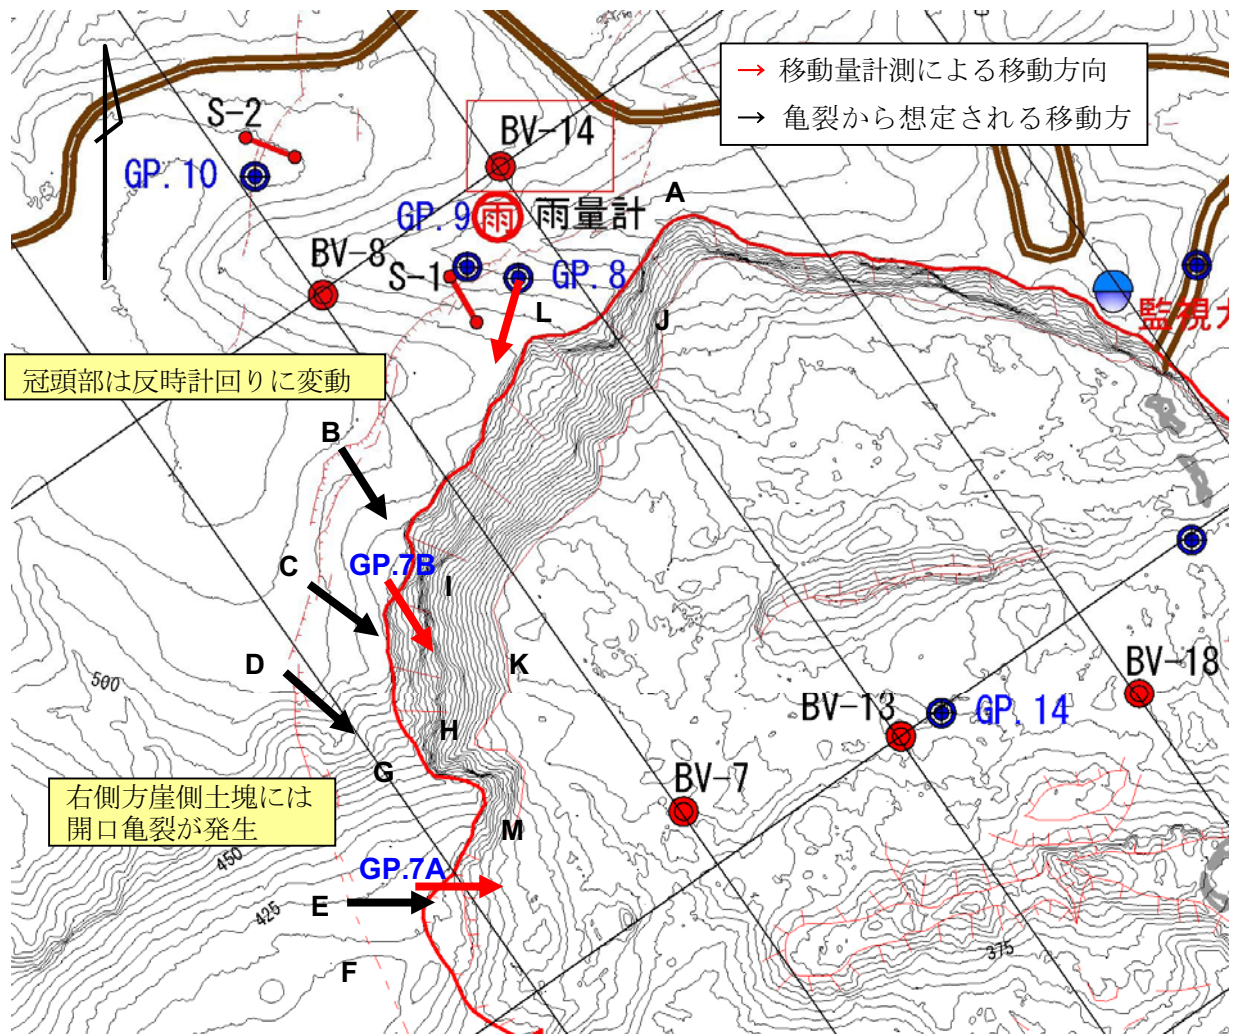 → 移動量計測による移動方向
→ 亀裂から想定される移動方
S-2
BV-14
GP. 10
A
GP. 9
雨
雨量計
BV-8
S-1
GP. 8
L
J
監視カ
冠頭部は反時計回りに変動
B
C
GP.7B
I
D
K
500
BV-18
BV-13
GP. 14
H
G
BV-7
右側方崖側土塊には
開口亀裂が発生
M
450
GP.7A
E
425
F
375